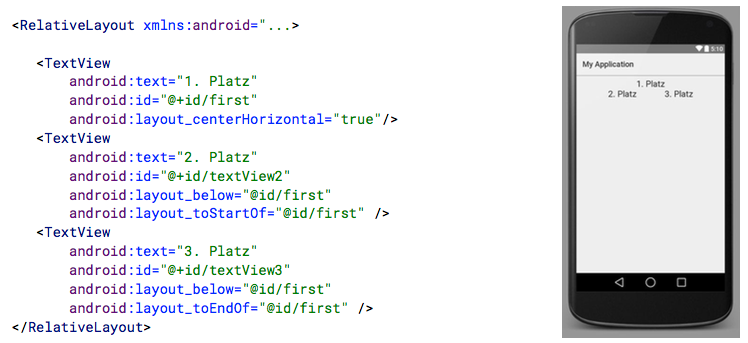 <RelativeLayout xmlns:android="...>
<TextView
android:text="1. Platz"
android:id="@+id/first"
android:layout_centerHorizontal="true"/>
<TextView
android:text="2. Platz"
android:id="@+id/textView2"
android:layout_below="@id/first"
android:layout_toStartOf="@id/first" />
<TextView
android:text="3. Platz"
android:id="@+id/textView3"
android:layout_below="@id/first"
android:layout_toEndOf="@id/first" />
</RelativeLayout>
5:10
My Application
1. Platz
2. Platz 3. Platz